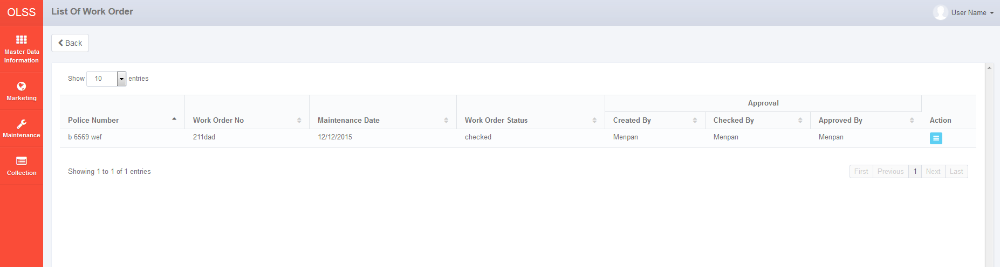 OLSS
List Of Work Order
User Name
Master Data
Information
Marketing
Maintenance
Collection
Back
Show 10 entries
Approval
Police Number Work Order No Maintenance Date Work Order Status Created By Checked By Approved By Action
b 6569 wef 211dad 12/12/2015 checked Menpan Menpan Menpan
Showing 1 to 1 of 1 entries
First Previous 1 Next Last